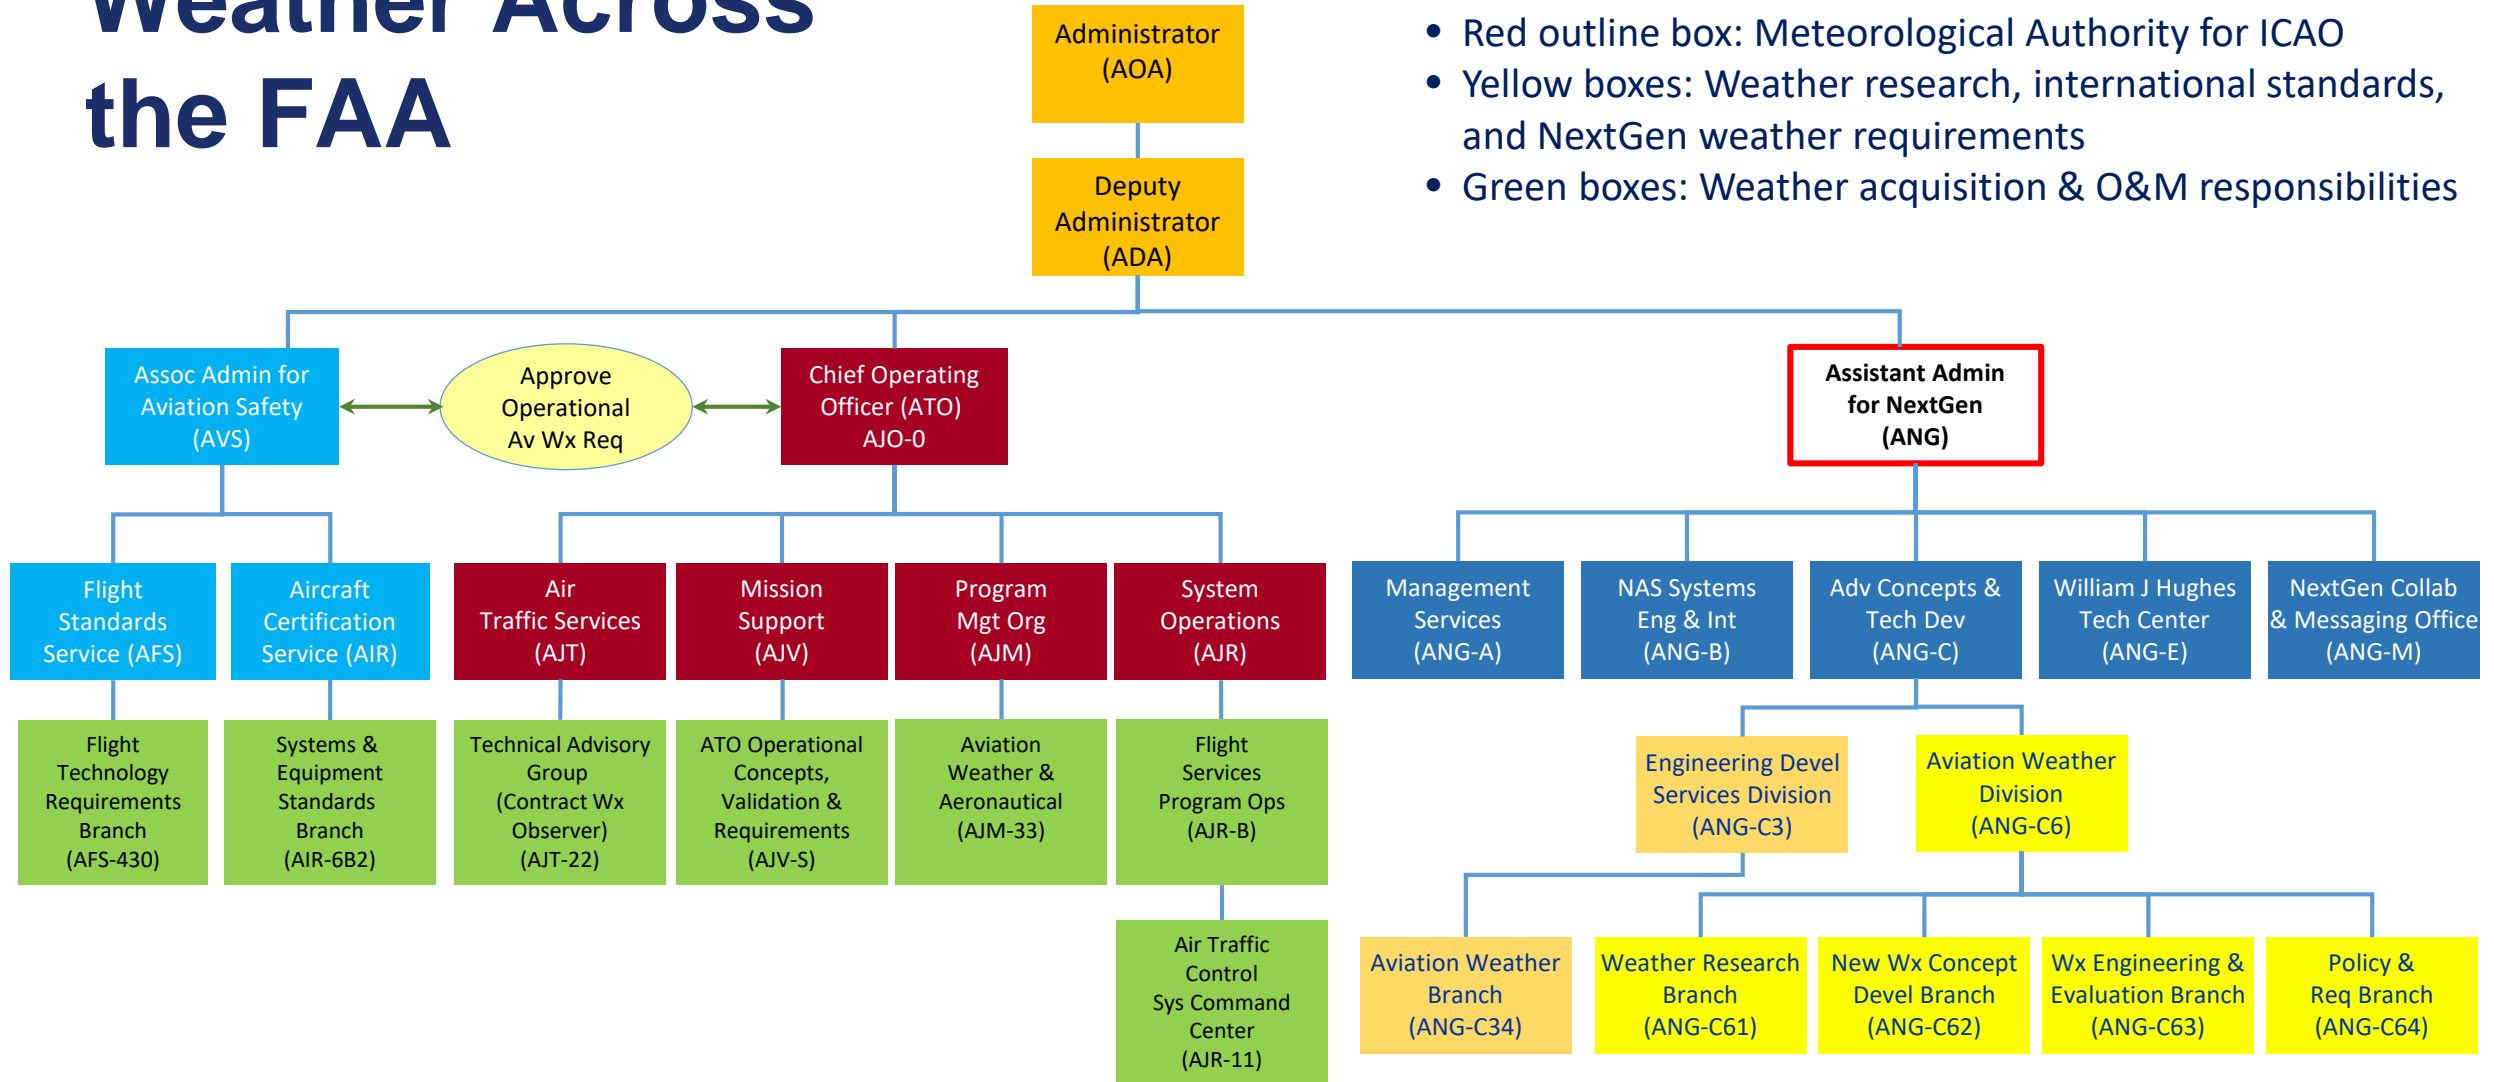 Weather Across
the FAA
Administrator
(AOA)
• Red outline box: Meteorological Authority for ICAO
• Yellow boxes: Weather research, international standards,
and NextGen weather requirements
• Green boxes: Weather acquisition & O&M responsibilities
Deputy
Administrator
(ADA)
Assoc Admin for
Aviation Safety
(AVS)
Approve
Operational
Av Wx Req
Chief Operating
Officer (ATO)
AJO-0
Assistant Admin
for NextGen
(ANG)
Flight
Standards
Service (AFS)
Aircraft
Certification
Service (AIR)
Air
Traffic Services
(AJT)
Mission
Support
(AJV)
Program
Mgt Org
(AJM)
System
Operations
(AJR)
Management
Services
(ANG-A)
NAS Systems
Eng & Int
(ANG-B)
Adv Concepts &
Tech Dev
(ANG-C)
William J Hughes
Tech Center
(ANG-E)
NextGen Collab
& Messaging Office
(ANG-M)
Flight
Technology
Requirements
Branch
(AFS-430)
Systems &
Equipment
Standards
Branch
(AIR-6B2)
Technical Advisory
Group
(Contract Wx
Observer)
(AJT-22)
ATO Operational
Concepts,
Validation &
Requirements
(AJV-S)
Aviation
Weather &
Aeronautical
(AJM-33)
Flight
Services
Program Ops
(AJR-B)
Engineering Devel
Services Division
(ANG-C3)
Aviation Weather
Division
(ANG-C6)
Air Traffic
Control
Sys Command
Center
(AJR-11)
Aviation Weather
Branch
(ANG-C34)
Weather Research
Branch
(ANG-C61)
New Wx Concept
Devel Branch
(ANG-C62)
Wx Engineering &
Evaluation Branch
(ANG-C63)
Policy &
Req Branch
(ANG-C64)